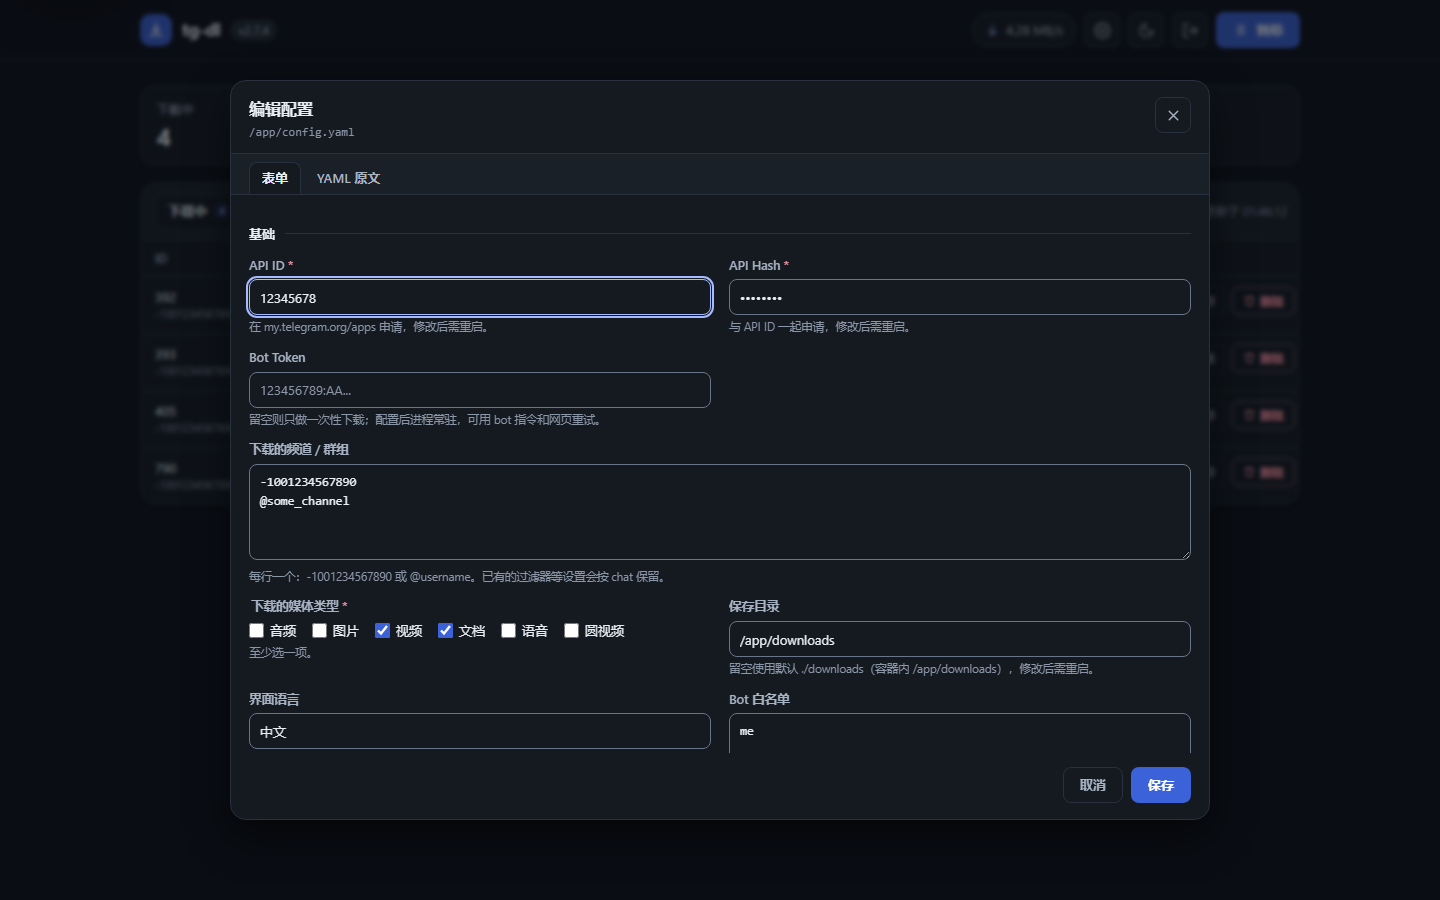 tg-dl
下载中
4
编辑配置
/app/config.yaml
表单
YAML 原文
基础
API ID *
API Hash *
12345678
••••••••
在 my.telegram.org/apps 申请，修改后需重启。
与 API ID 一起申请，修改后需重启。
Bot Token
123456789:AA...
留空则只做一次性下载；配置后进程常驻，可用 bot 指令和网页重试。
下载的频道 / 群组
-1001234567890
@some_channel
每行一个：-1001234567890 或 @username。已有的过滤器等设置会按 chat 保留。
下载的媒体类型 *
音频
图片
视频
文档
语音
圆视频
至少选一项。
保存目录
/app/downloads
留空使用默认 ./downloads（容器内 /app/downloads），修改后需重启。
界面语言
中文
Bot 白名单
me
取消
保存